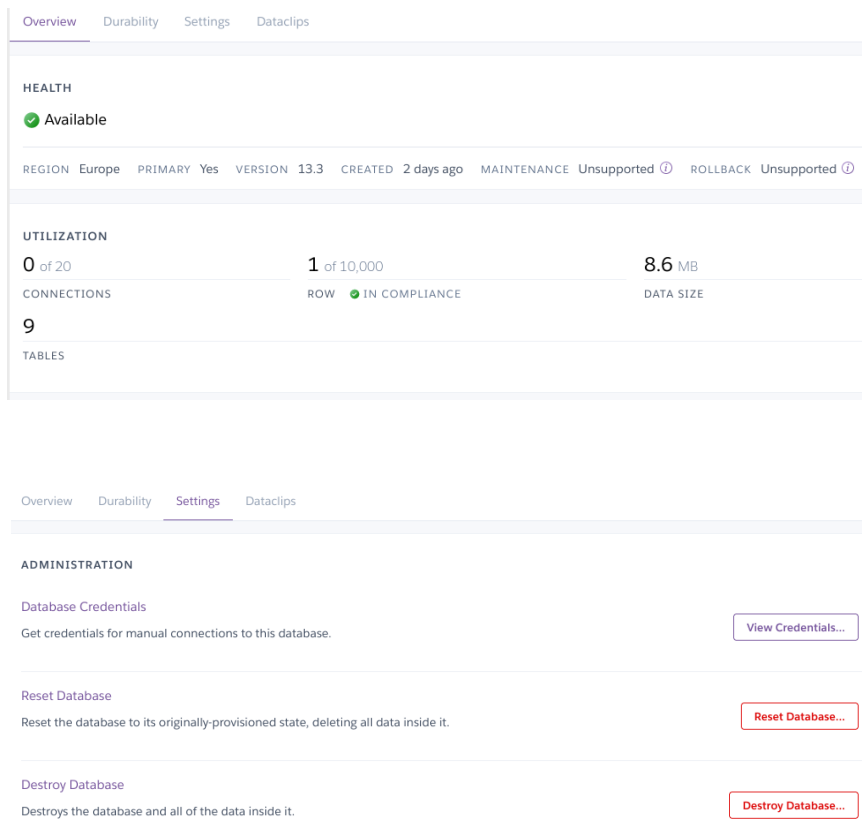 Overview Durability Settings Dataclips
HEALTH
Available
REGION Europe PRIMARY Yes VERSION 13.3 CREATED 2 days ago MAINTENANCE Unsupported ROLLBACK Unsupported
UTILIZATION
0 of 20 1 of 10,000 8.6 MB
CONNECTIONS ROW IN COMPLIANCE DATA SIZE
9
TABLES
Overview Durability Settings Dataclips
ADMINISTRATION
Database Credentials
Get credentials for manual connections to this database.
View Credentials...
Reset Database
Reset the database to its originally-provisioned state, deleting all data inside it.
Reset Database...
Destroy Database
Destroys the database and all of the data inside it.
Destroy Database...